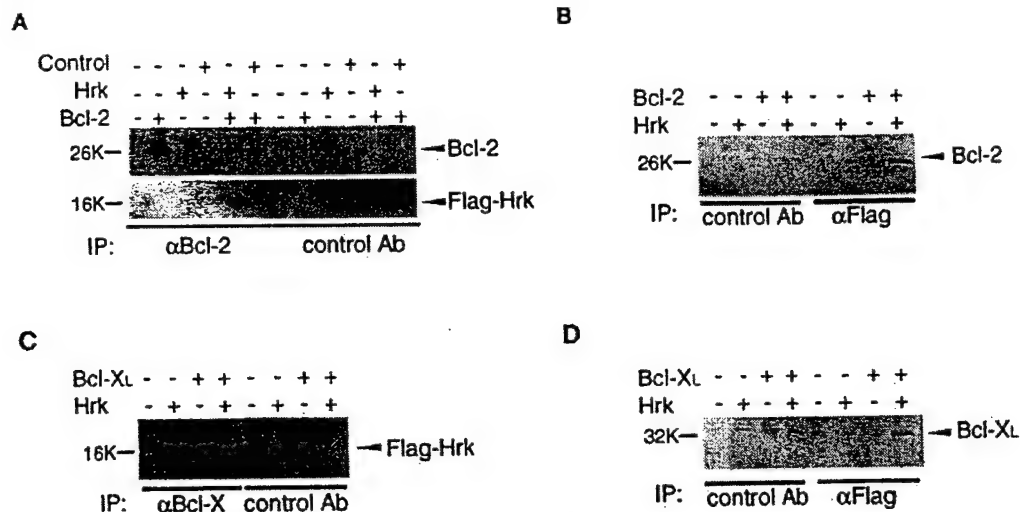 A
Control - - - + - + - - - + - +
Hrk - - + - + - - - + - + -
Bcl-2 - + - - + + - - - - + +
26K
Bcl-2
16K
Flag-Hrk
IP: αBcl-2 control Ab
B
Bcl-2 - - + + - - + +
Hrk - + - + - + - +
26K
Bcl-2
IP: control Ab αFlag
C
Bcl-XL - - + + - - + +
Hrk - + - + - + - +
16K
Flag-Hrk
IP: αBcl-X control Ab
D
Bcl-XL - - + + - - + +
Hrk - + - + - + - +
32K
Bcl-XL
IP: control Ab αFlag